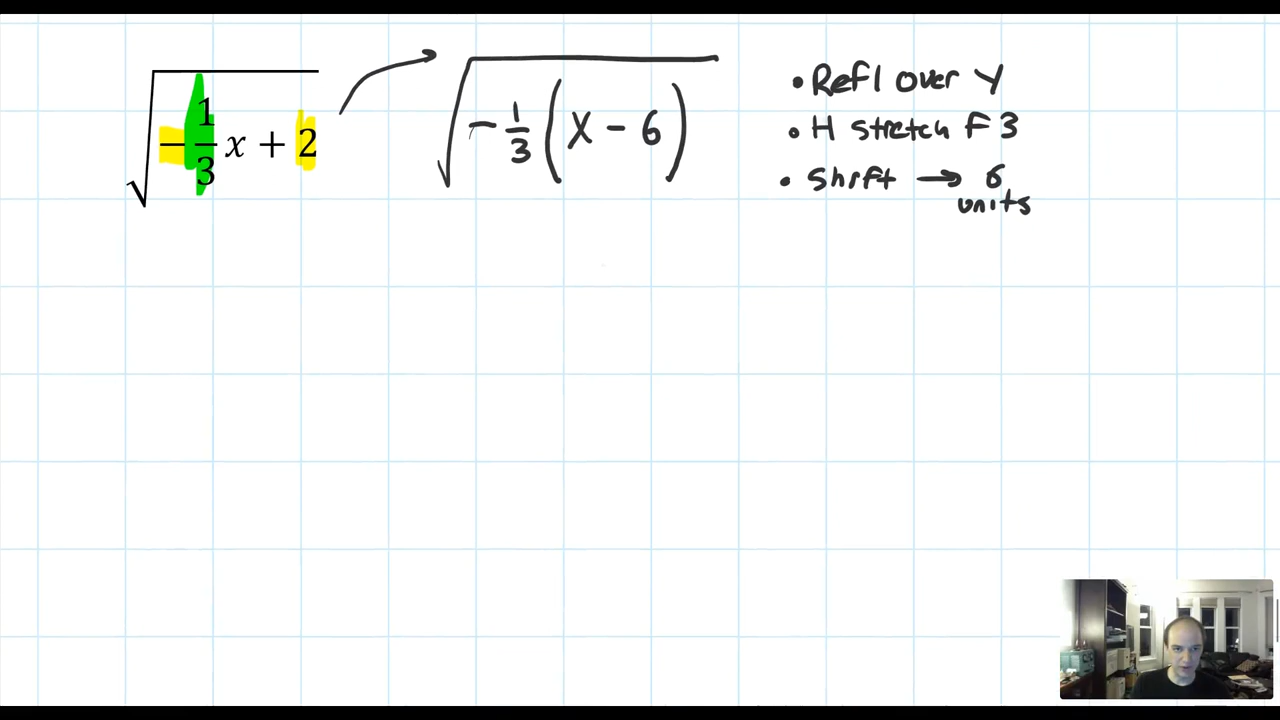 √(-1/3 x + 2)
√(-1/3 (x - 6))
• Refl over Y
• H stretch F 3
• Shift → 6
units